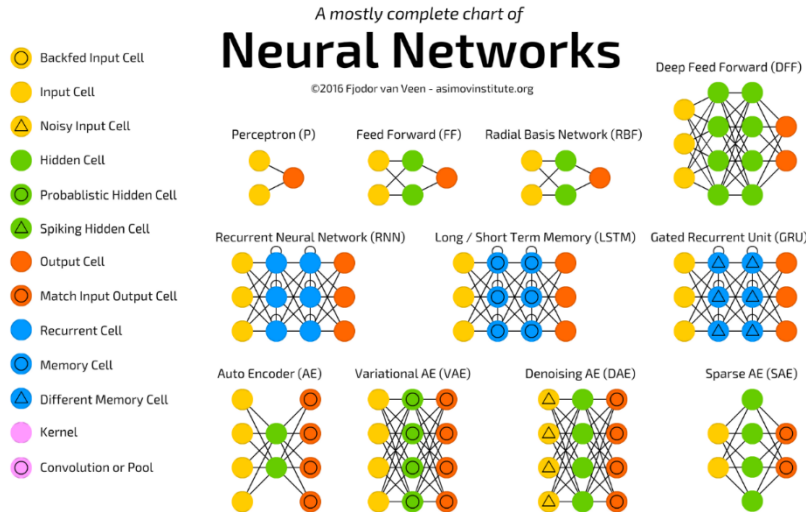 A mostly complete chart of
Neural Networks
©2016 Fjodor van Veen - asimovinstitute.org
Backfed Input Cell
Input Cell
Noisy Input Cell
Hidden Cell
Probablistic Hidden Cell
Spiking Hidden Cell
Output Cell
Match Input Output Cell
Recurrent Cell
Memory Cell
Different Memory Cell
Kernel
Convolution or Pool
Deep Feed Forward (DFF)
Perceptron (P)
Feed Forward (FF)
Radial Basis Network (RBF)
Recurrent Neural Network (RNN)
Long / Short Term Memory (LSTM)
Gated Recurrent Unit (GRU)
Auto Encoder (AE)
Variational AE (VAE)
Denoising AE (DAE)
Sparse AE (SAE)